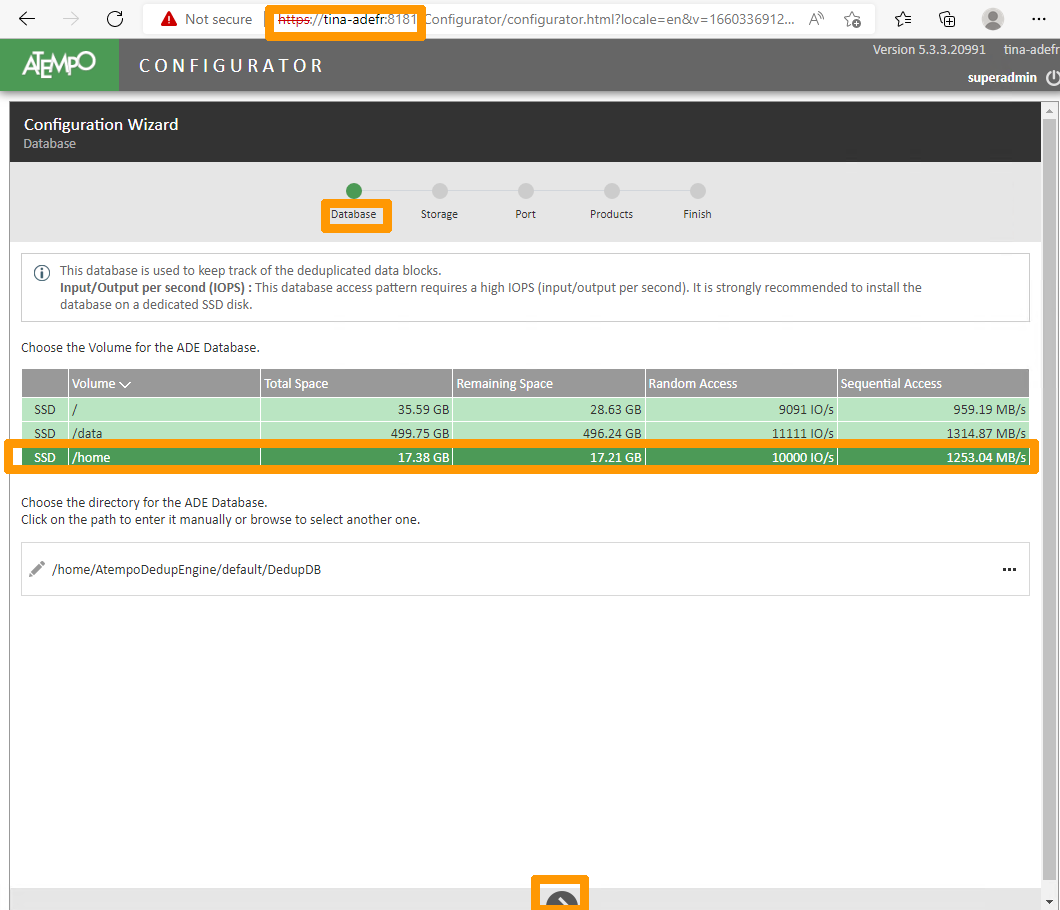 Not secure https://tina-adefr:8181/Configurator/configurator.html?locale=en&v=1660336912...
ATEMPO CONFIGURATOR
Version 5.3.3.20991 tina-adefr
superadmin
Configuration Wizard
Database
Database Storage Port Products Finish
This database is used to keep track of the deduplicated data blocks.
Input/Output per second (IOPS) : This database access pattern requires a high IOPS (input/output per second). It is strongly recommended to install the
database on a dedicated SSD disk.
Choose the Volume for the ADE Database.
Volume Total Space Remaining Space Random Access Sequential Access
SSD / 35.59 GB 28.63 GB 9091 IO/s 959.19 MB/s
SSD /data 499.75 GB 496.24 GB 11111 IO/s 1314.87 MB/s
SSD /home 17.38 GB 17.21 GB 10000 IO/s 1253.04 MB/s
Choose the directory for the ADE Database.
Click on the path to enter it manually or browse to select another one.
/home/AtempoDedupEngine/default/DedupDB